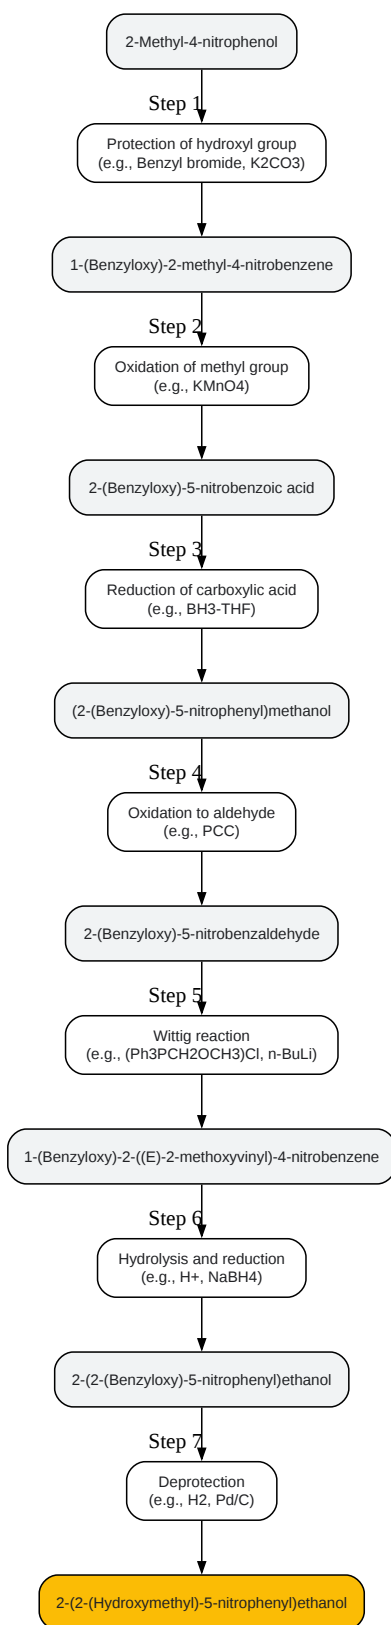 2-Methyl-4-nitrophenol
Step 1
Protection of hydroxyl group
(e.g., Benzyl bromide, K2CO3)
1-(Benzyloxy)-2-methyl-4-nitrobenzene
Step 2
Oxidation of methyl group
(e.g., KMnO4)
2-(Benzyloxy)-5-nitrobenzoic acid
Step 3
Reduction of carboxylic acid
(e.g., BH3-THF)
(2-(Benzyloxy)-5-nitrophenyl)methanol
Step 4
Oxidation to aldehyde
(e.g., PCC)
2-(Benzyloxy)-5-nitrobenzaldehyde
Step 5
Wittig reaction
(e.g., (Ph3PCH2OCH3)Cl, n-BuLi)
1-(Benzyloxy)-2-((E)-2-methoxyvinyl)-4-nitrobenzene
Step 6
Hydrolysis and reduction
(e.g., H+, NaBH4)
2-(2-(Benzyloxy)-5-nitrophenyl)ethanol
Step 7
Deprotection
(e.g., H2, Pd/C)
2-(2-(Hydroxymethyl)-5-nitrophenyl)ethanol